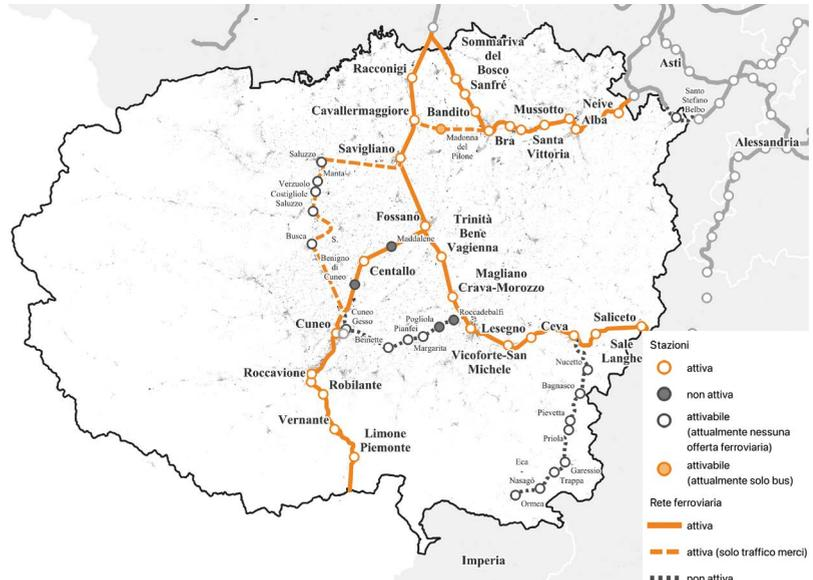 Sommariva
del
Bosco
Sanfré
Racconigi
Asti
Cavallermaggiore
Bandito
Mussotto
Neive
Alba
Santo
Stefano
Belbo
Madonna
del
Pilone
Bra
Santa
Vittoria
Alessandria
Savigliano
Saluzzo
Manta
Verzuolo
Costigliole
Saluzzo
Busca
S.
Benigno
di
Cuneo
Fossano
Maddalene
Trinità
Bene
Vagienna
Centallo
Magliano
Crava-Morozzo
Cuneo
Cuneo
Gesso
Beinette
Pianfei
Pogliola
Margarita
Roccadebalfi
Lesegno
Ceva
Saliceto
Vicoforte-San
Michele
Sale
Langhe
Roccavione
Robilante
Vernante
Limone
Piemonte
Nucetto
Bagnasco
Pievetta
Priola
Eca
-
Nasagò
Garessio
Trappa
Ormea
Imperia
Stazioni
attiva
non attiva
attivabile
(attualmente nessuna
offerta ferroviaria)
attivabile
(attualmente solo bus)
Rete ferroviaria
attiva
attiva (solo traffico merci)
non attiva